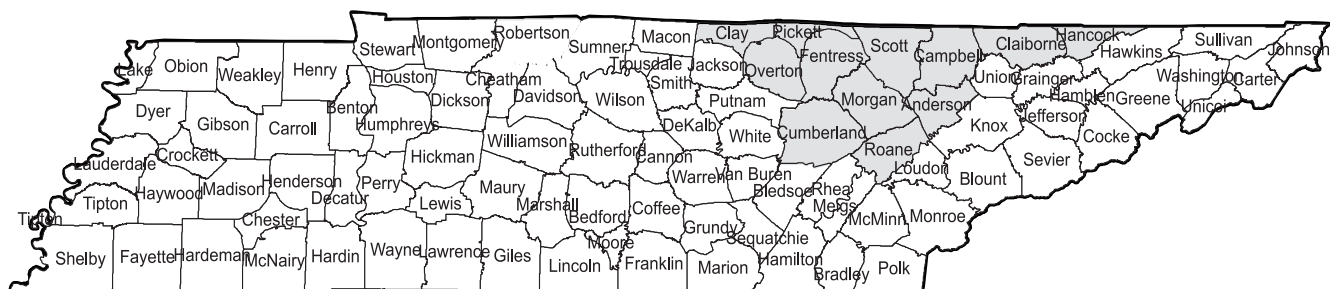 Stewart
Montgomery
Robertson
Sumner
Macon
Clay
Pickett
Scott
Campbell
Claiborne
Hancock
Hawkins
Sullivan
Johnson
Lake
Obion
Weakley
Henry
Houston
Cheatham
Trousdale
Smith
Jackson
Overton
Fentress
Union
Grainger
Hamblen
Greene
Washington
Carter
Unicoi
Dyer
Gibson
Carroll
Benton
Humphreys
Dickson
Davidson
Wilson
DeKalb
Putnam
White
Cumberland
Morgan
Anderson
Knox
Jefferson
Cocke
Lauderdale
Crockett
Haywood
Madison
Henderson
Decatur
Perry
Hickman
Williamson
Rutherford
Cannon
Warren
Van Buren
Bledsoe
Rhea
Meigs
Roane
Loudon
Blount
Sevier
Tipton
Tipton
Chester
Lewis
Maury
Marshall
Bedford
Coffee
Grundy
Sequatchie
McMinn
Monroe
Shelby
Fayette
Hardeman
McNairy
Hardin
Wayne
Lawrence
Giles
Lincoln
Moore
Franklin
Marion
Hamilton
Bradley
Polk